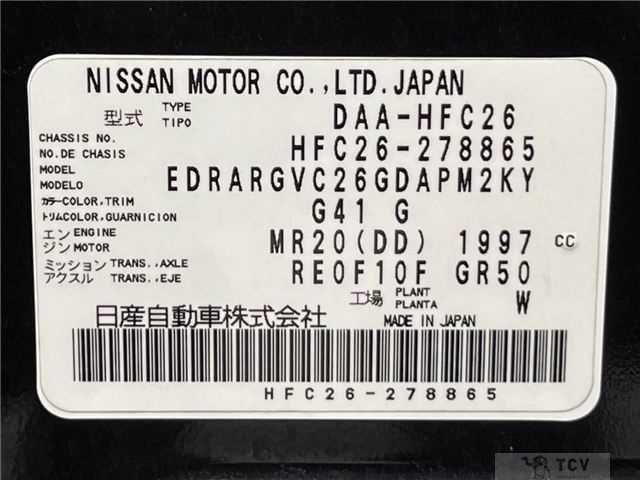 NISSAN MOTOR CO.,LTD.JAPAN
型式 TYPE TIPO DAA-HFC26
CHASSIS NO. NO.DE CHASIS HFC26-278865
MODEL MODELO EDRARGVC26GDAPM2KY
カラーCOLOR,TRIM トリムCOLOR,GUARNICION G41 G
エンジン ENGINE MOTOR MR20(DD) 1997 CC
ミッション アクスル TRANS.,AXLE TRANS.,EJE RE0F10F GR50
工場 PLANT PLANTA W
日産自動車株式会社 MADE IN JAPAN
HFC26-278865
TCV